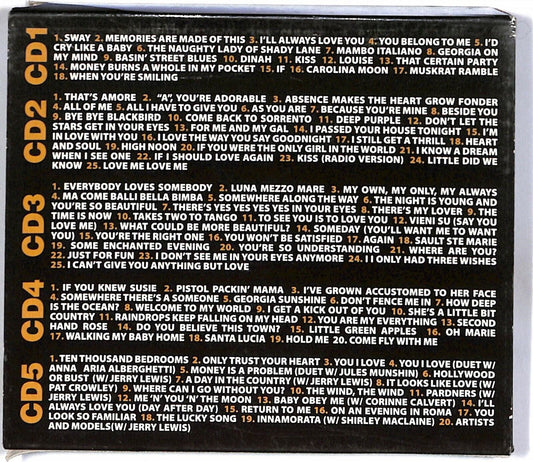 CD1
1. SWAY 2. MEMORIES ARE MADE OF THIS 3. I'LL ALWAYS LOVE YOU 4. YOU BELONG TO ME 5. I'D
CRY LIKE A BABY 6. THE NAUGHTY LADY OF SHADY LANE 7. MAMBO ITALIANO 8. GEORGIA ON
MY MIND 9. BASIN' STREET BLUES 10. DINAH 11. KISS 12. LOUISE 13. THAT CERTAIN PARTY
14. MONEY BURNS A WHOLE IN MY POCKET 15. IF 16. CAROLINA MOON 17. MUSKRAT RAMBLE
18. WHEN YOU'RE SMILING
CD2
1. THAT'S AMORE 2. "A", YOU'RE ADORABLE 3. ABSENCE MAKES THE HEART GROW FONDER
4. ALL OF ME 5. ALL I HAVE TO GIVE YOU 6. AS YOU ARE 7. BECAUSE YOU'RE MINE 8. BESIDE YOU
9. BYE BYE BLACKBIRD 10. COME BACK TO SORRENTO 11. DEEP PURPLE 12. DON'T LET THE
STARS GET IN YOUR EYES 13. FOR ME AND MY GAL 14. I PASSED YOUR HOUSE TONIGHT 15. I'M
IN LOVE WITH YOU 16. I LOVE THE WAY YOU SAY GOODNIGHT 17. I STILL GET A THRILL 18. HEART
AND SOUL 19. HIGH NOON 20. IF YOU WERE THE ONLY GIRL IN THE WORLD 21. I KNOW A DREAM
WHEN I SEE ONE 22. IF I SHOULD LOVE AGAIN 23. KISS (RADIO VERSION) 24. LITTLE DID WE
KNOW 25. LOVE ME LOVE ME
CD3
1. EVERYBODY LOVES SOMEBODY 2. LUNA MEZZO MARE 3. MY OWN, MY ONLY, MY ALWAYS
4. MA COME BALLI BELLA BIMBA 5. SOMEWHERE ALONG THE WAY 6. THE NIGHT IS YOUNG AND
YOU'RE SO BEAUTIFUL 7. THERE'S YES YES YES YES IN YOUR EYES 8. THERE'S MY LOVER 9. THE
TIME IS NOW 10. TAKES TWO TO TANGO 11. TO SEE YOU IS TO LOVE YOU 12. VIENI SU (SAY YOU
LOVE ME) 13. WHAT COULD BE MORE BEAUTIFUL? 14. SOMEDAY (YOU'LL WANT ME TO WANT
YOU) 15. YOU'RE THE RIGHT ONE 16. YOU WON'T BE SATISFIED 17. AGAIN 18. SAULT STE MARIE
19. SOME ENCHANTED EVENING 20. YOU'RE SO UNDERSTANDING 21. WHERE ARE YOU?
22. JUST FOR FUN 23. I DON'T SEE ME IN YOUR EYES ANYMORE 24. I I ONLY HAD THREE WISHES
25. I CAN'T GIVE YOU ANYTHING BUT LOVE
CD4
1. IF YOU KNEW SUSIE 2. PISTOL PACKIN' MAMA 3. I'VE GROWN ACCUSTOMED TO HER FACE
4. SOMEWHERE THERE'S A SOMEONE 5. GEORGIA SUNSHINE 6. DON'T FENCE ME IN 7. HOW DEEP
IS THE OCEAN? 8. WELCOME TO MY WORLD 9. I GET A KICK OUT OF YOU 10. SHE'S A LITTLE BIT
COUNTRY 11. RAINDROPS KEEP FALLING ON MY HEAD 12. YOU ARE MY EVERYTHING 13. SECOND
HAND ROSE 14. DO YOU BELIEVE THIS TOWN? 15. LITTLE GREEN APPLES 16. OH MARIE
17. WALKING MY BABY HOME 18. SANTA LUCIA 19. HOLD ME 20. COME FLY WITH ME
CD5
1. TEN THOUSAND BEDROOMS 2. ONLY TRUST YOUR HEART 3. YOU I LOVE 4. YOU I LOVE (DUET W/
ANNA ARIA ALBERGHETTI) 5. MONEY IS A PROBLEM (DUET W/ JULES MUNSHIN) 6. HOLLYWOOD
OR BUST (W/ JERRY LEWIS) 7. A DAY IN THE COUNTRY (W/ JERRY LEWIS) 8. IT LOOKS LIKE LOVE (W/
PAT CROWLEY) 9. WHERE CAN I GO WITHOUT YOU? 10. THE WIND, THE WIND 11. PARDNERS (W/
JERRY LEWIS) 12. ME 'N' YOU 'N' THE MOON 13. BABY OBEY ME (W/ CORINNE CALVERT) 14. I'LL
ALWAYS LOVE YOU (DAY AFTER DAY) 15. RETURN TO ME 16. ON AN EVENING IN ROMA 17. YOU
LOOK SO FAMILIAR 18. THE LUCKY SONG 19. INNAMORATA (W/ SHIRLEY MACLAINE) 20. ARTISTS
AND MODELS(W/ JERRY LEWIS)